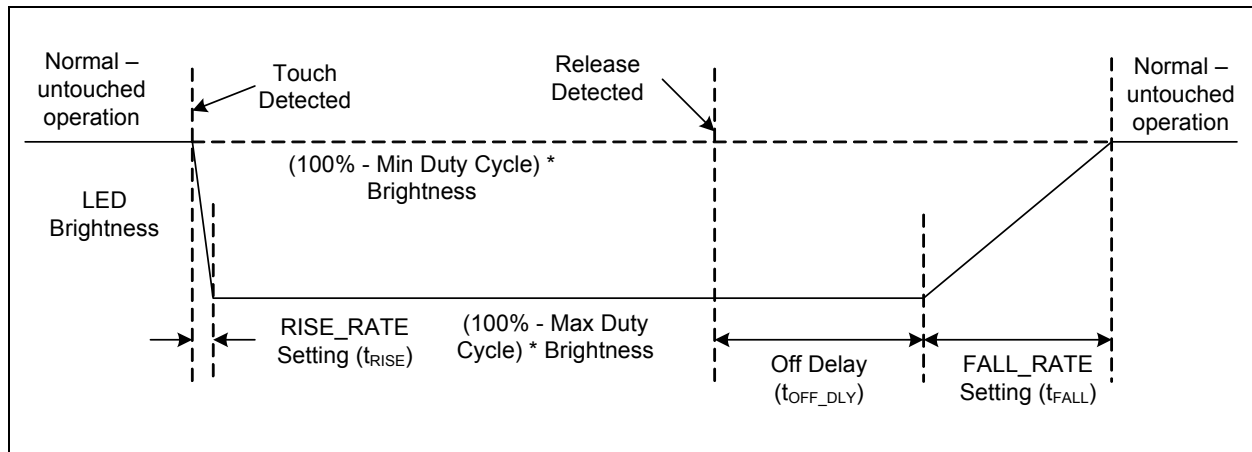 Normal –
untouched
operation
Touch
Detected
Release
Detected
Normal –
untouched
operation
(100% - Min Duty Cycle) *
Brightness
LED
Brightness
RISE_RATE
Setting (tRISE)
(100% - Max Duty
Cycle) * Brightness
Off Delay
(tOFF_DLY)
FALL_RATE
Setting (tFALL)